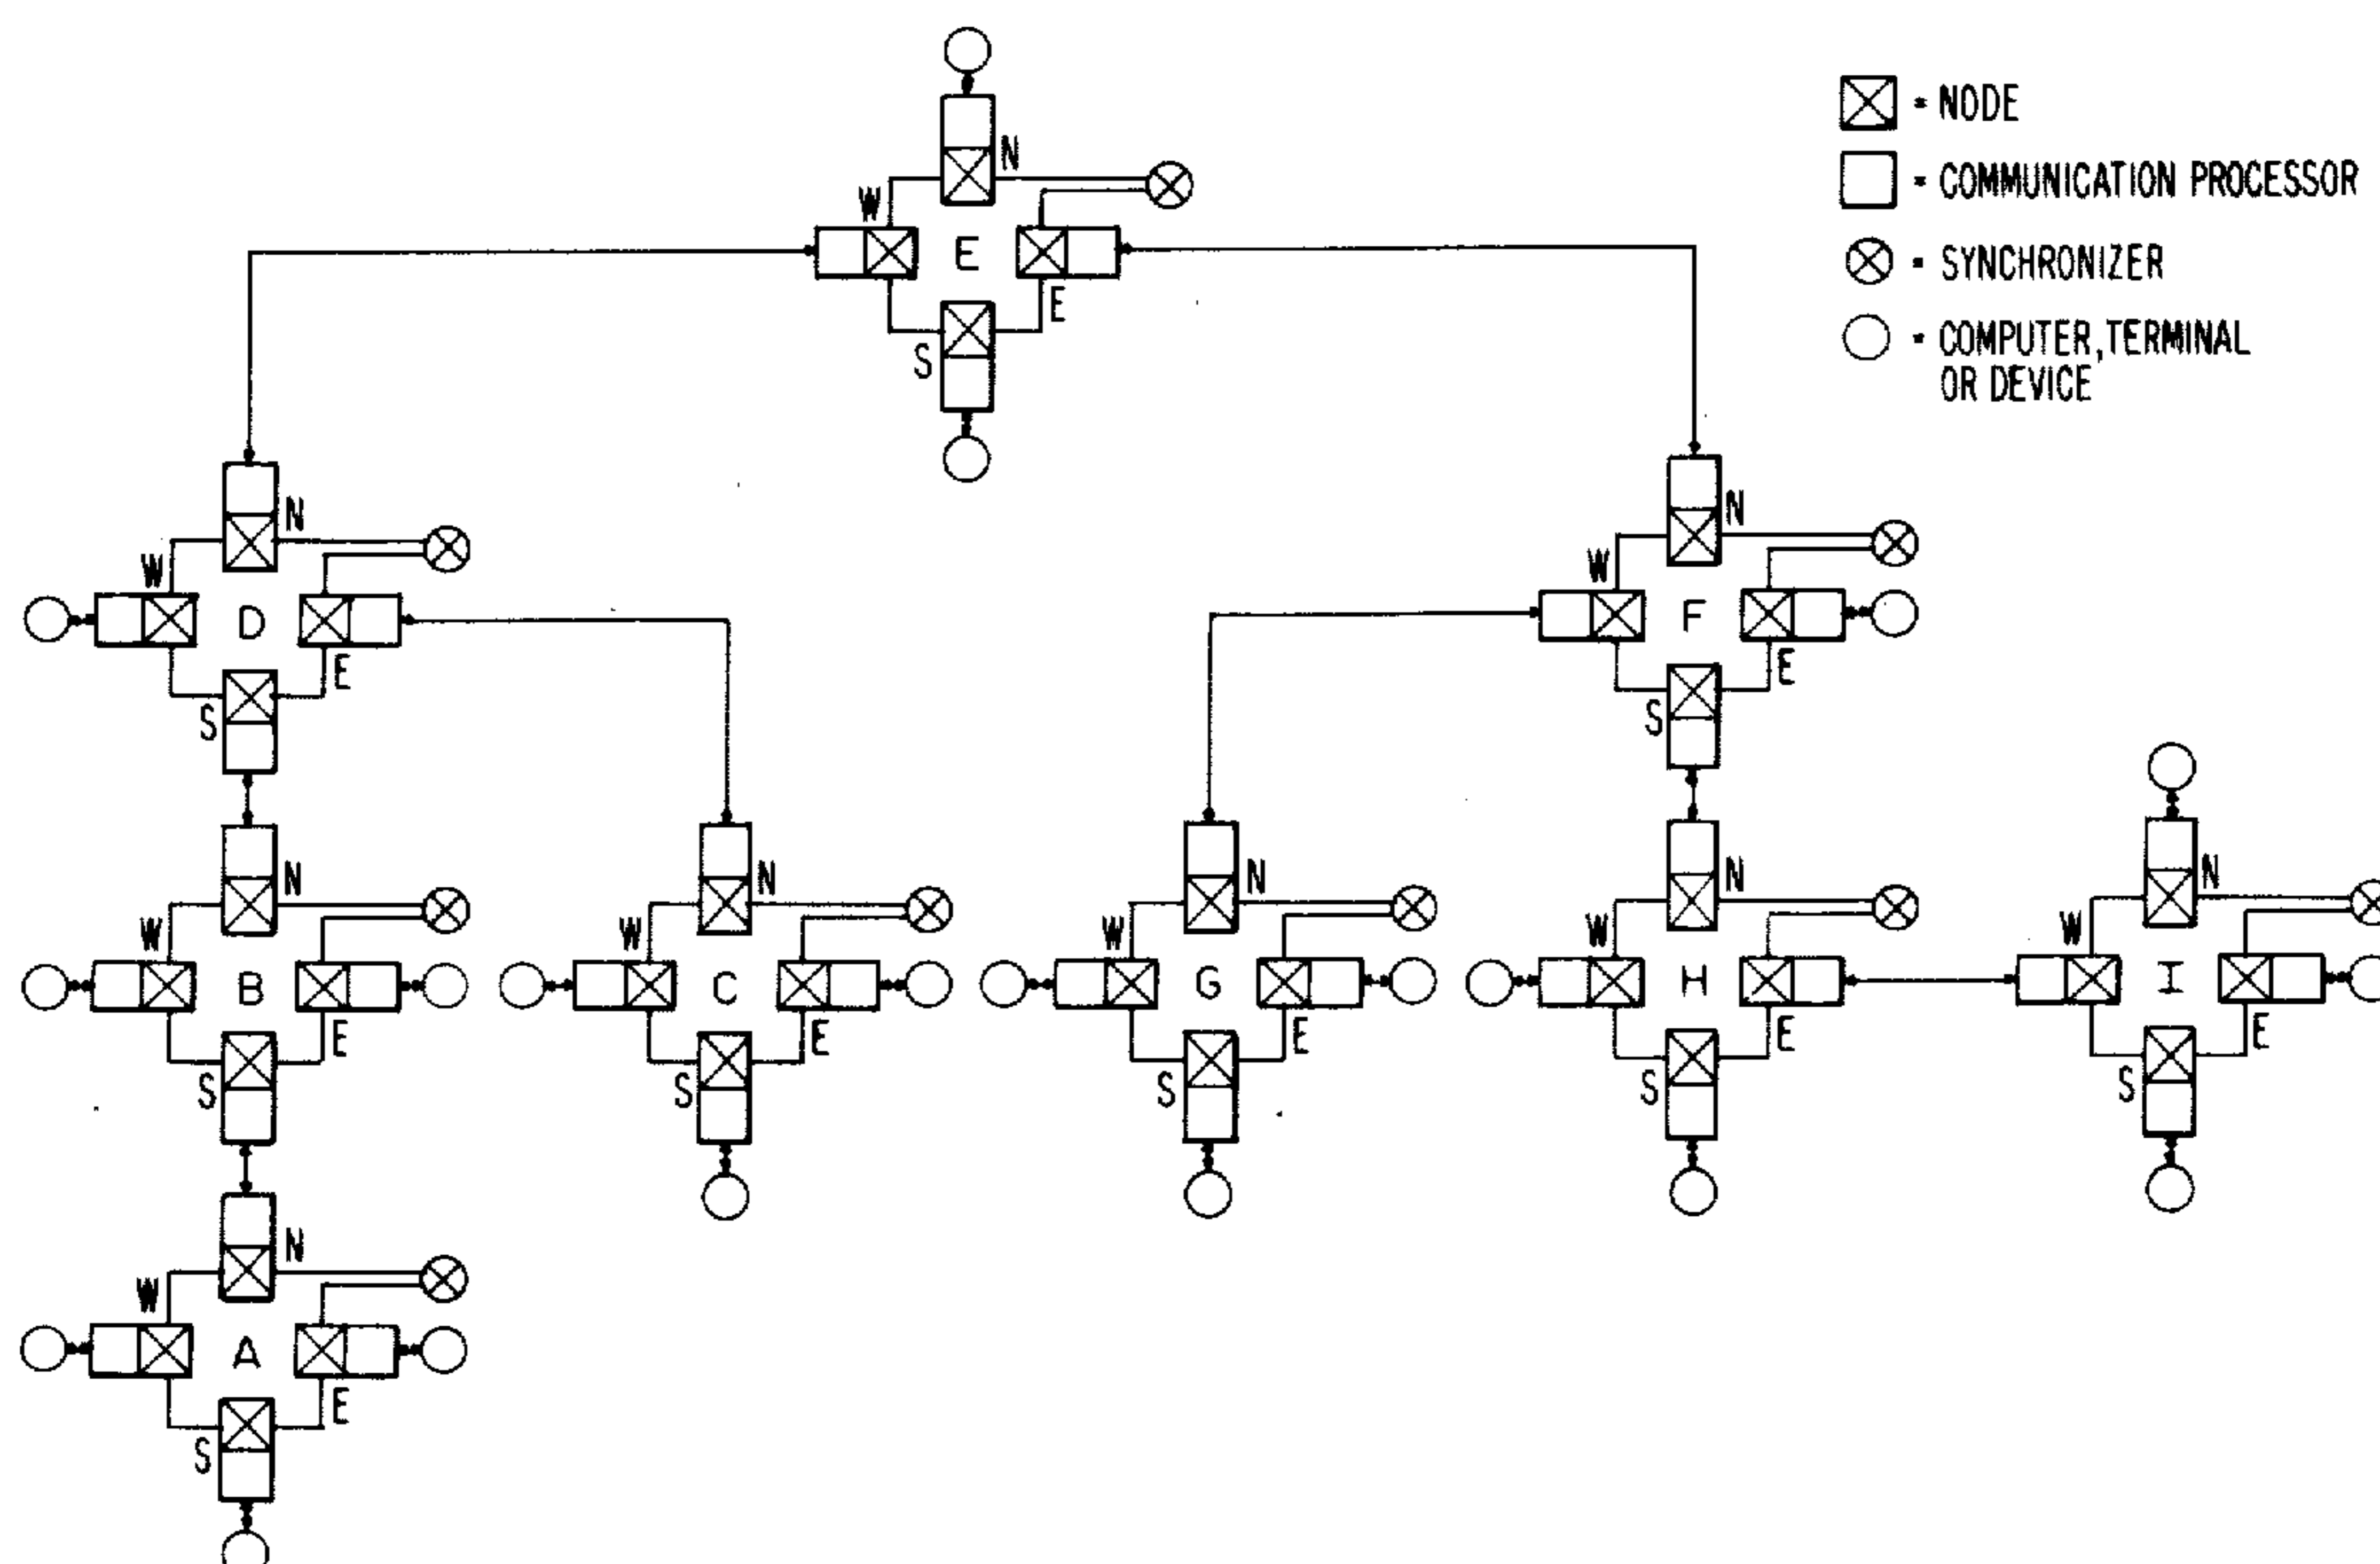 = NODE
= COMMUNICATION PROCESSOR
= SYNCHRONIZER
= COMPUTER, TERMINAL
OR DEVICE
N
W
E
E
S
N
W
D
E
S
N
W
F
E
S
N
W
B
E
S
N
W
C
E
S
N
W
G
E
S
N
W
H
E
S
N
W
I
E
S
N
W
A
E
S